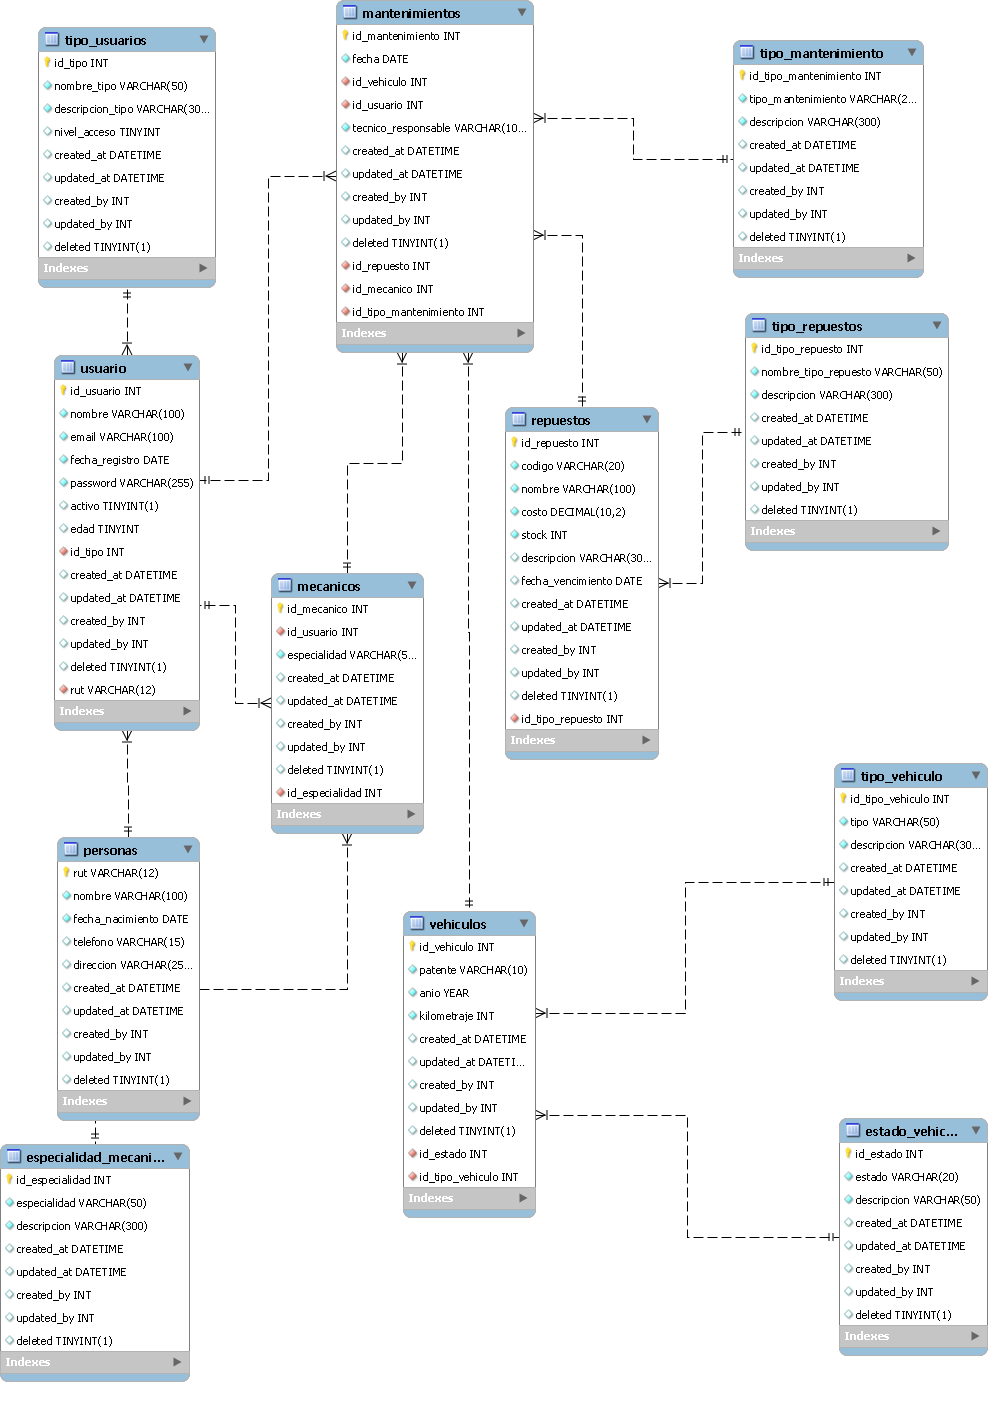 tipo_usuarios
id_tipo INT
nombre_tipo VARCHAR(50)
descripcion_tipo VARCHAR(30...
nivel_acceso TINYINT
created_at DATETIME
updated_at DATETIME
created_by INT
updated_by INT
deleted TINYINT(1)
Indexes
mantenimientos
id_mantenimiento INT
fecha DATE
id_vehiculo INT
id_usuario INT
tecnico_responsable VARCHAR(10...
created_at DATETIME
updated_at DATETIME
created_by INT
updated_by INT
deleted TINYINT(1)
id_repuesto INT
id_mecanico INT
id_tipo_mantenimiento INT
Indexes
tipo_mantenimiento
id_tipo_mantenimiento INT
tipo_mantenimiento VARCHAR(2...
descripcion VARCHAR(300)
created_at DATETIME
updated_at DATETIME
created_by INT
updated_by INT
deleted TINYINT(1)
Indexes
tipo_repuestos
id_tipo_repuesto INT
nombre_tipo_repuesto VARCHAR(50)
descripcion VARCHAR(300)
created_at DATETIME
updated_at DATETIME
created_by INT
updated_by INT
deleted TINYINT(1)
Indexes
usuario
id_usuario INT
nombre VARCHAR(100)
email VARCHAR(100)
fecha_registro DATE
password VARCHAR(255)
activo TINYINT(1)
edad TINYINT
id_tipo INT
created_at DATETIME
updated_at DATETIME
created_by INT
updated_by INT
deleted TINYINT(1)
rut VARCHAR(12)
Indexes
repuestos
id_repuesto INT
codigo VARCHAR(20)
nombre VARCHAR(100)
costo DECIMAL(10,2)
stock INT
descripcion VARCHAR(30...
fecha_vencimiento DATE
created_at DATETIME
updated_at DATETIME
created_by INT
updated_by INT
deleted TINYINT(1)
id_tipo_repuesto INT
Indexes
mecanicos
id_mecanico INT
id_usuario INT
especialidad VARCHAR(5...
created_at DATETIME
updated_at DATETIME
created_by INT
updated_by INT
deleted TINYINT(1)
id_especialidad INT
Indexes
tipo_vehiculo
id_tipo_vehiculo INT
tipo VARCHAR(50)
descripcion VARCHAR(30...
created_at DATETIME
updated_at DATETIME
created_by INT
updated_by INT
deleted TINYINT(1)
Indexes
personas
rut VARCHAR(12)
nombre VARCHAR(100)
fecha_nacimiento DATE
telefono VARCHAR(15)
direccion VARCHAR(25...
created_at DATETIME
updated_at DATETIME
created_by INT
updated_by INT
deleted TINYINT(1)
Indexes
vehiculos
id_vehiculo INT
patente VARCHAR(10)
anio YEAR
kilometraje INT
created_at DATETIME
updated_at DATETI...
created_by INT
updated_by INT
deleted TINYINT(1)
id_estado INT
id_tipo_vehiculo INT
Indexes
estado_vehic...
id_estado INT
estado VARCHAR(20)
descripcion VARCHAR(50)
created_at DATETIME
updated_at DATETIME
created_by INT
updated_by INT
deleted TINYINT(1)
Indexes
especialidad_mecani...
id_especialidad INT
especialidad VARCHAR(50)
descripcion VARCHAR(300)
created_at DATETIME
updated_at DATETIME
created_by INT
updated_by INT
deleted TINYINT(1)
Indexes